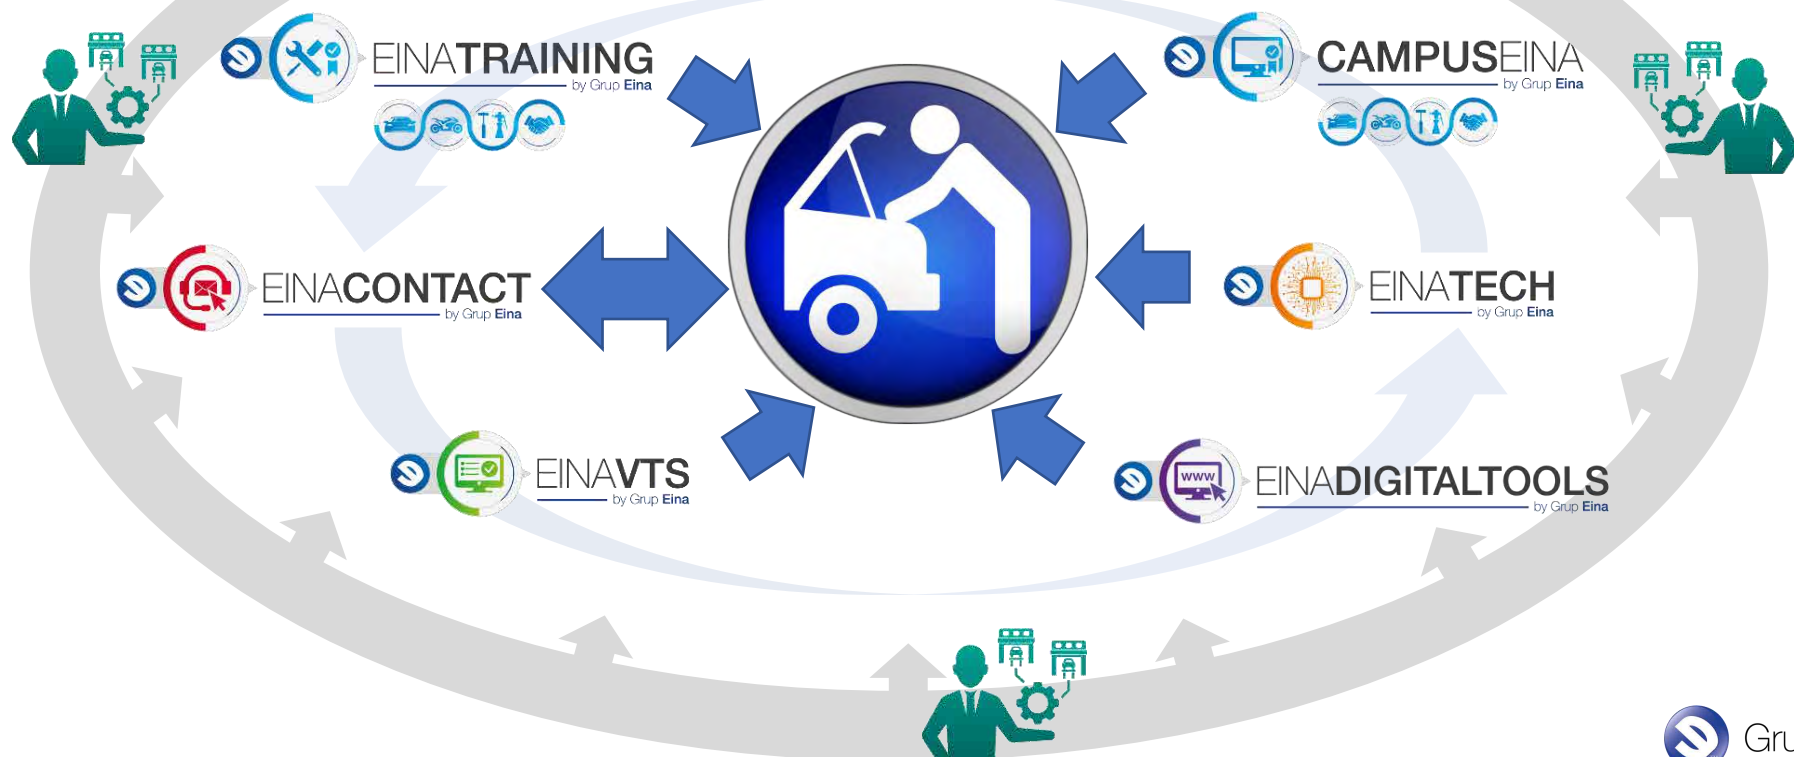 EINATRAINING
by Grup Eina
CAMPUSEINA
by Grup Eina
EINACONTACT
by Grup Eina
EINATECH
by Grup Eina
EINAVTS
by Grup Eina
www
EINADIGITALTOOLS
by Grup Eina
Gru